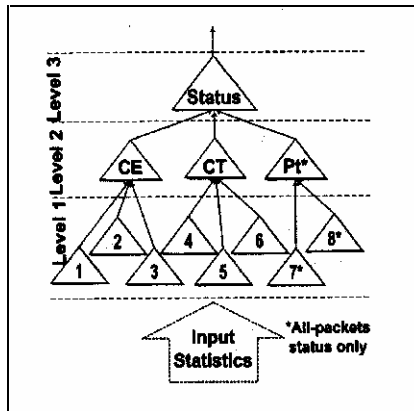 Level 3
Status
Level 2
CE
CT
Pt*
Level 1
2
4
6
8*
1
3
5
7*
Input
Statistics
*All-packets
status only